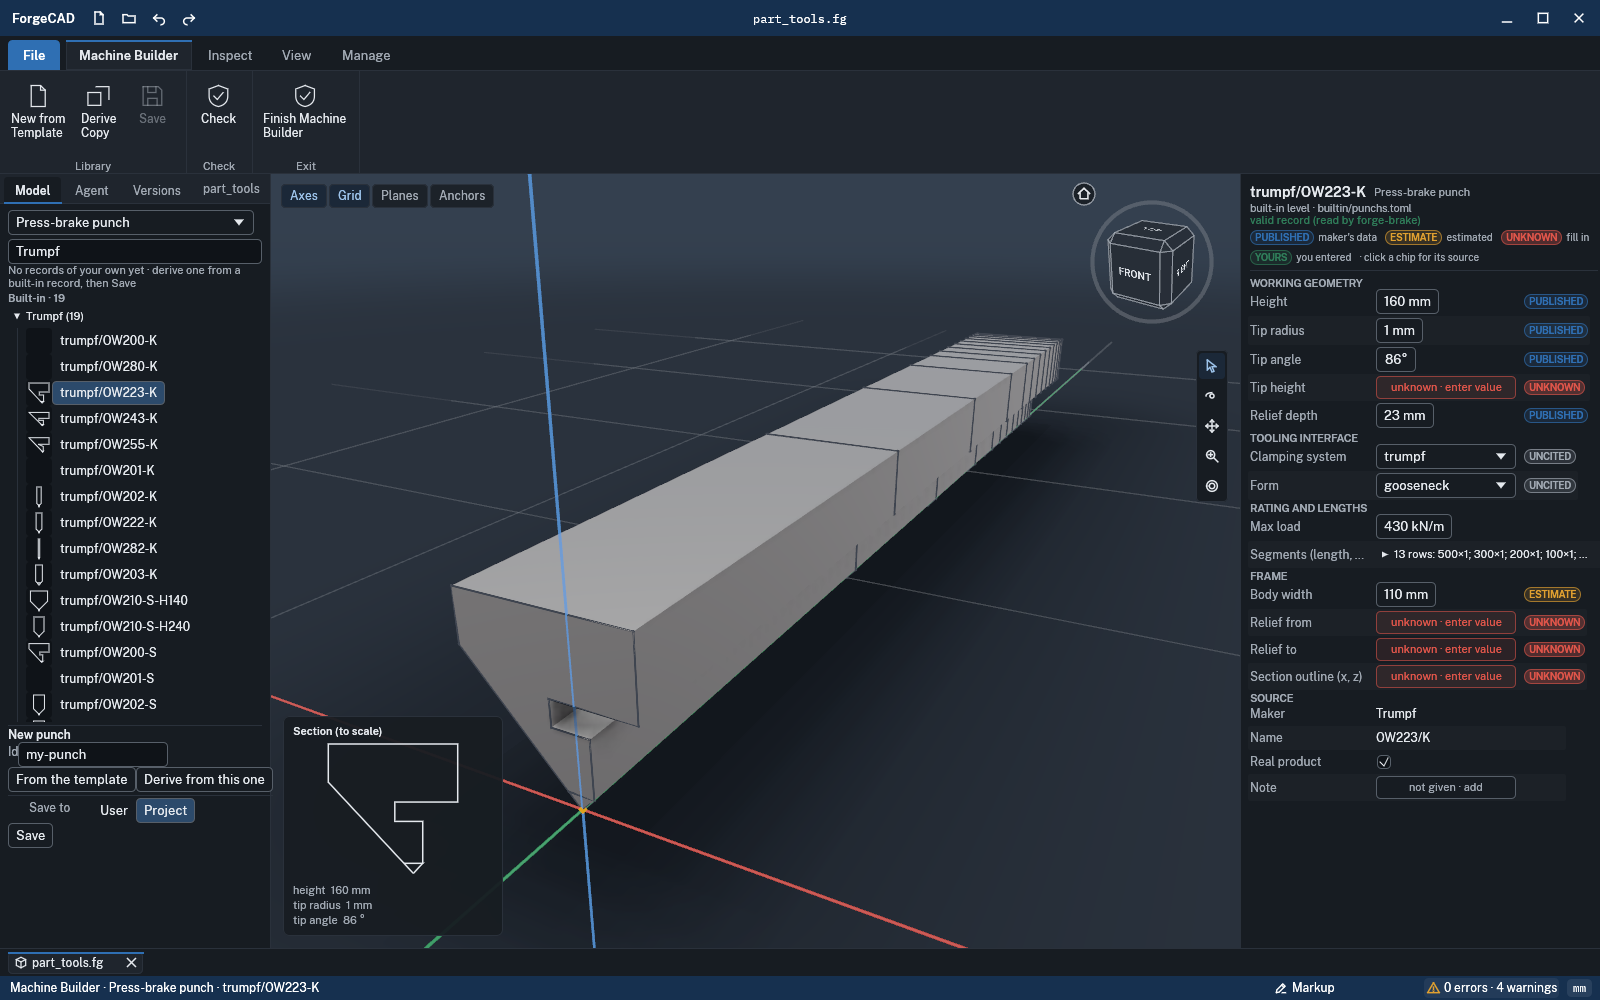 ForgeCAD
part_tools.fg
File
Machine Builder
Inspect
View
Manage
New from Template
Derive Copy
Save
Check
Finish Machine Builder
Library
Check
Exit
Model
Agent
Versions
part_tools
Press-brake punch
Trumpf
No records of your own yet · derive one from a
built-in record, then Save
Built-in · 19
▼ Trumpf (19)
trumpf/OW200-K
trumpf/OW280-K
trumpf/OW223-K
trumpf/OW243-K
trumpf/OW255-K
trumpf/OW201-K
trumpf/OW202-K
trumpf/OW222-K
trumpf/OW282-K
trumpf/OW203-K
trumpf/OW210-S-H140
trumpf/OW210-S-H240
trumpf/OW200-S
trumpf/OW201-S
trumpf/OW202-S
New punch
Id my-punch
From the template
Derive from this one
Save to
User
Project
Save
Axes
Grid
Planes
Anchors
FRONT
Section (to scale)
height 160 mm
tip radius 1 mm
tip angle 86 °
trumpf/OW223-K Press-brake punch
built-in level · builtin/punchs.toml
valid record (read by forge-brake)
PUBLISHED maker's data ESTIMATE estimated UNKNOWN fill in
YOURS you entered · click a chip for its source
WORKING GEOMETRY
Height 160 mm PUBLISHED
Tip radius 1 mm PUBLISHED
Tip angle 86° PUBLISHED
Tip height unknown · enter value UNKNOWN
Relief depth 23 mm PUBLISHED
TOOLING INTERFACE
Clamping system trumpf UNCITED
Form gooseneck UNCITED
RATING AND LENGTHS
Max load 430 kN/m
Segments (length, ... ▸ 13 rows: 500×1; 300×1; 200×1; 100×1; ...
FRAME
Body width 110 mm ESTIMATE
Relief from unknown · enter value UNKNOWN
Relief to unknown · enter value UNKNOWN
Section outline (x, z) unknown · enter value UNKNOWN
SOURCE
Maker Trumpf
Name OW223/K
Real product
Note not given · add
part_tools.fg
Machine Builder · Press-brake punch · trumpf/OW223-K
Markup
0 errors · 4 warnings
mm